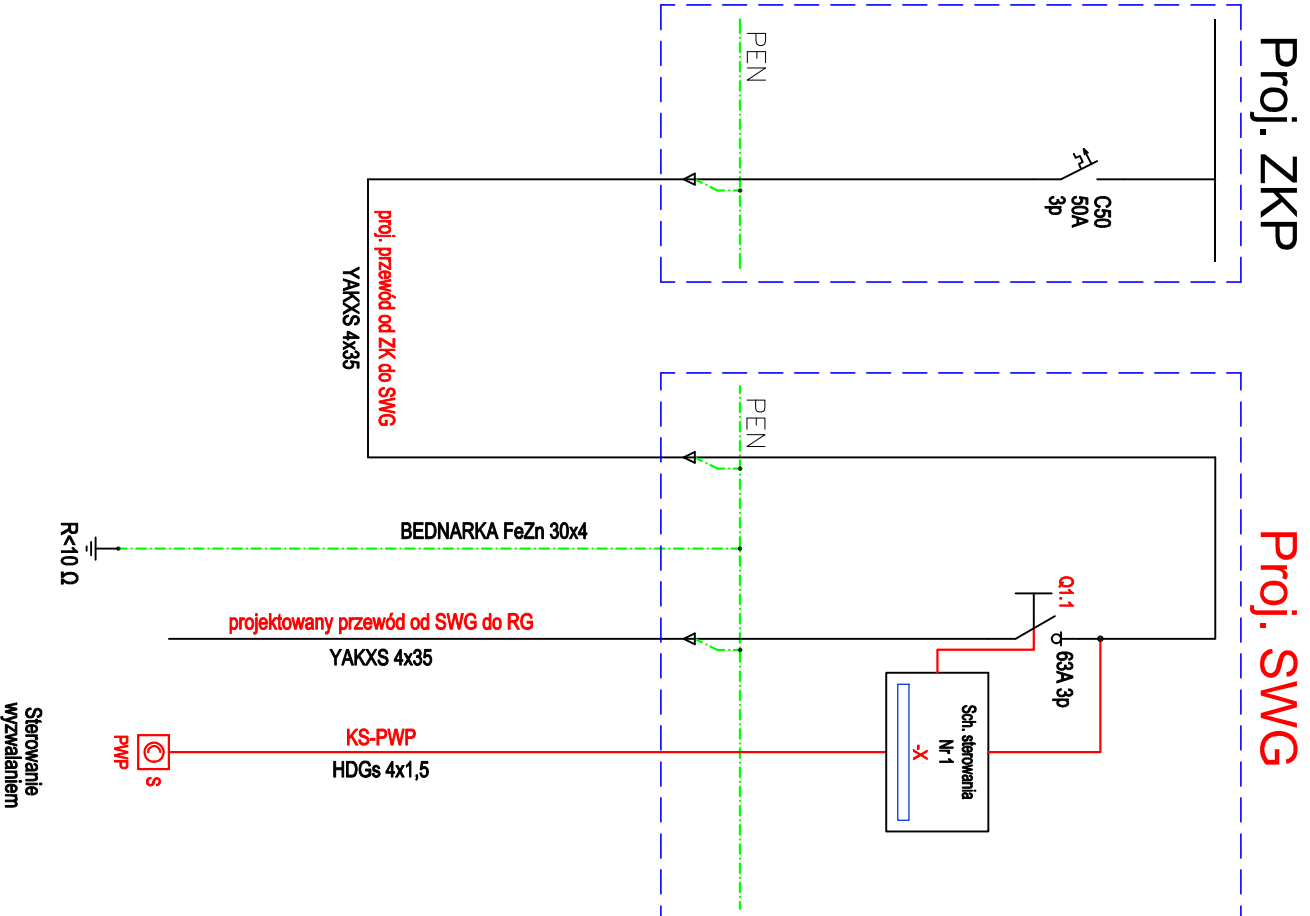 Proj. ZKP
PEN
C50
50A
3p
proj. przewód od ZK do SWG
YAKXS 4x35
Proj. SWG
PEN
BEDNARKA FeZn 30x4
R<10 Ω
Q1.1
63A 3p
projektowany przewód od SWG do RG
YAKXS 4x35
Sch. sterowania
Nr 1
-X
KS-PWP
HDGs 4x1,5
S
PWP
Sterowanie
wyzwalaniem